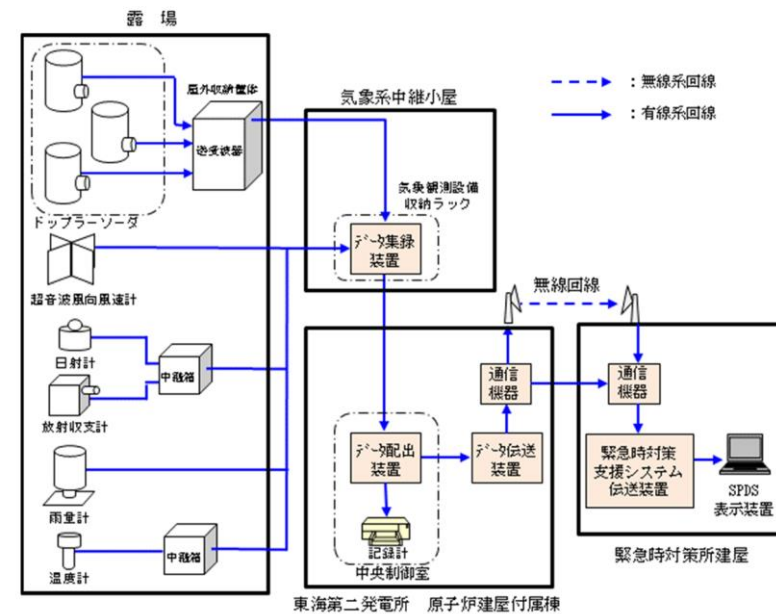 露　場
屋外収納筐体
送受波器
ドップラーソーダ
超音波風向風速計
日射計
中継箱
放射収支計
雨量計
温度計
中継箱
気象系中継小屋
気象観測設備
収納ラック
データ集録
装置
：無線系回線
：有線系回線
無線回線
通信
機器
データ配出
装置
データ伝送
装置
記録計
中央制御室
東海第二発電所　原子炉建屋付属棟
通信
機器
緊急時対策
支援システム
伝送装置
SPDS
表示装置
緊急時対策所建屋